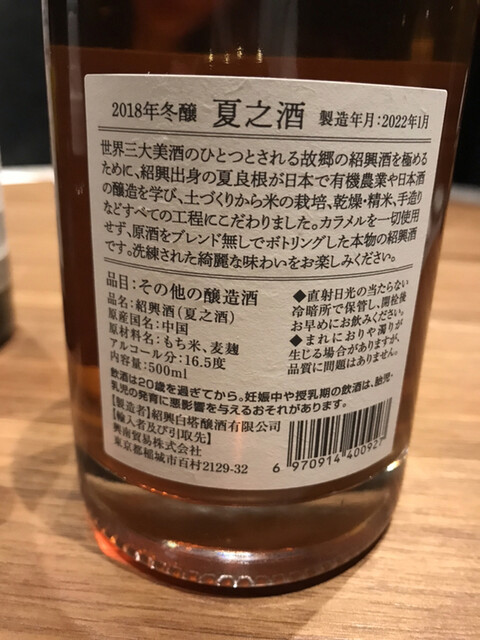 2018年冬醸 夏之酒 製造年月:2022年1月
世界三大美酒のひとつとされる故郷の紹興酒を極める
ために、紹興出身の夏良根が日本で有機農業や日本酒
の醸造を学び、土づくりから米の栽培、乾燥・精米、手造り
などすべての工程にこだわりました。カラメルを一切使用
せず、原酒をブレンド無しでボトリングした本物の紹興酒
です。洗練された綺麗な味わいをお楽しみください。
品目:その他の醸造酒
品名:紹興酒(夏之酒)
原産国名:中国
原材料名:もち米、麦麹
アルコール分:16.5度
内容量:500ml
◆直射日光の当たらない
冷暗所で保管し、開栓後
お早めにお飲みください。
◆まれにおりや濁りが
生じる場合がありますが、
品質に問題はありません。
飲酒は20歳を過ぎてから。妊娠中や授乳期の飲酒は、胎児・
乳児の発育に悪影響を与えるおそれがあります。
【製造者】紹興白塔醸酒有限公司
【輸入者及び引取先】
興南貿易株式会社
東京都稲城市百村2129-32
6 970914 400927